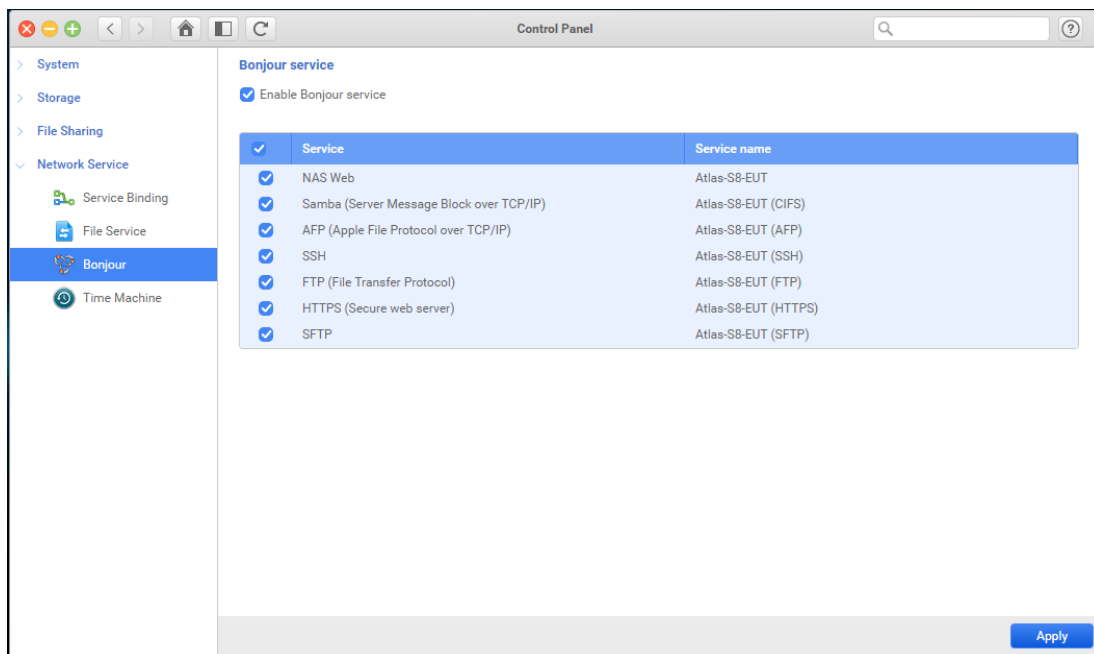 Control Panel
System
Storage
File Sharing
Network Service
Service Binding
File Service
Bonjour
Time Machine
Bonjour service
Enable Bonjour service
Service Service name
NAS Web Atlas-S8-EUT
Samba (Server Message Block over TCP/IP) Atlas-S8-EUT (CIFS)
AFP (Apple File Protocol over TCP/IP) Atlas-S8-EUT (AFP)
SSH Atlas-S8-EUT (SSH)
FTP (File Transfer Protocol) Atlas-S8-EUT (FTP)
HTTPS (Secure web server) Atlas-S8-EUT (HTTPS)
SFTP Atlas-S8-EUT (SFTP)
Apply